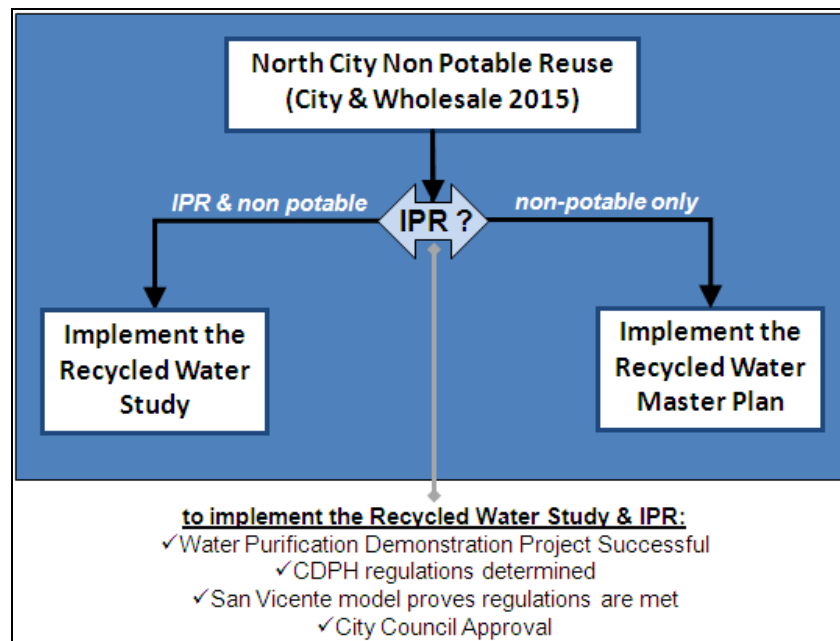 North City Non Potable Reuse
(City & Wholesale 2015)
IPR & non potable
IPR ?
non-potable only
Implement the
Recycled Water
Study
Implement the
Recycled Water
Master Plan
to implement the Recycled Water Study & IPR:
✓Water Purification Demonstration Project Successful
✓CDPH regulations determined
✓San Vicente model proves regulations are met
✓City Council Approval